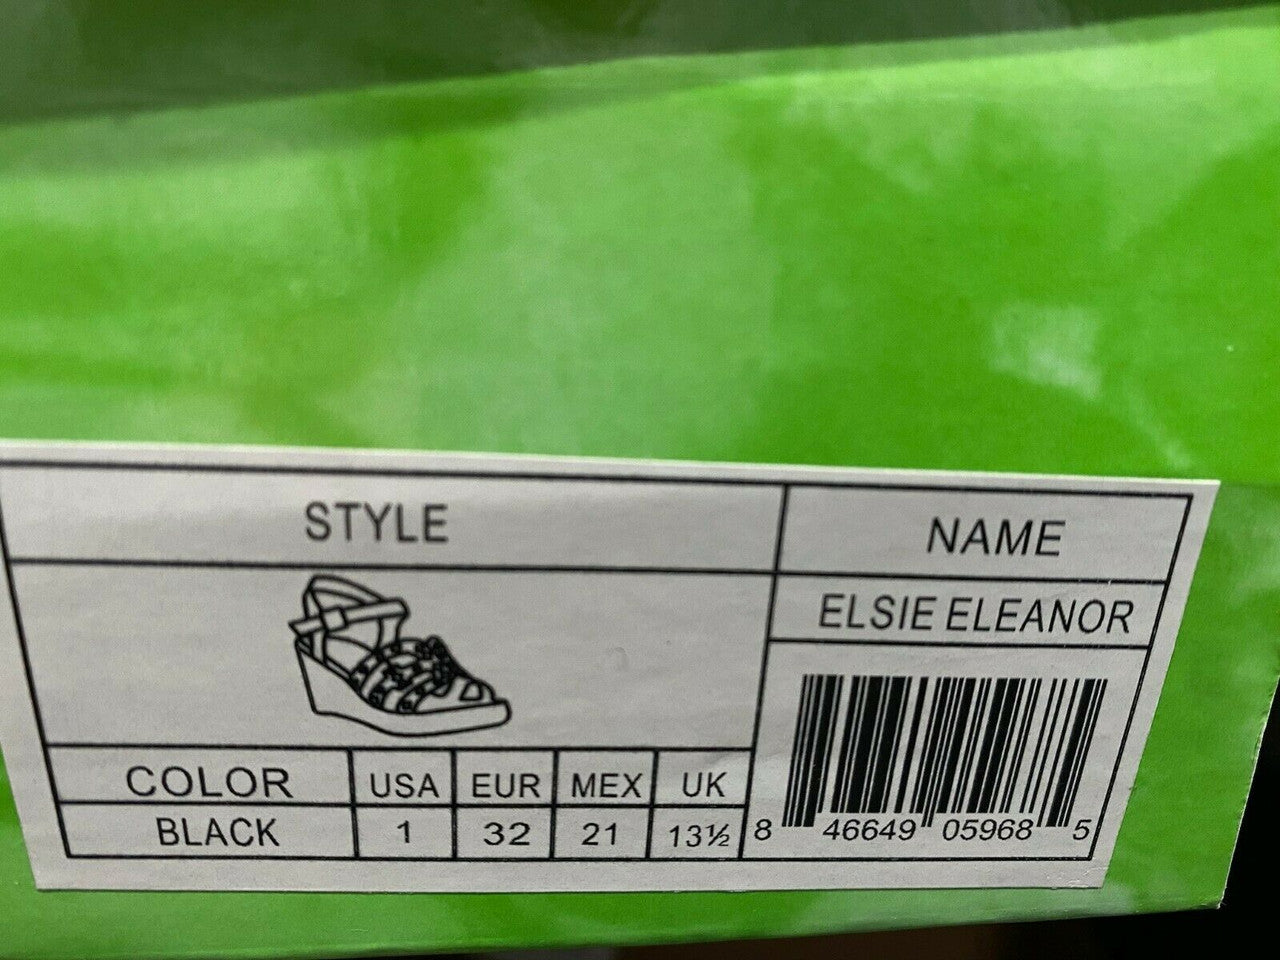 STYLE
NAME
ELSIE ELEANOR
COLOR USA EUR MEX UK
BLACK 1 32 21 13½
8 46649 05968 5